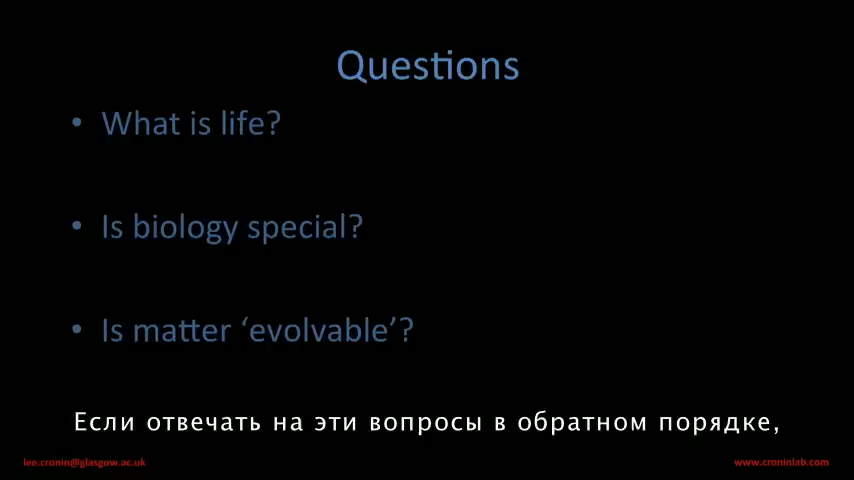 Questions
• What is life?
• Is biology special?
• Is matter ‘evolvable’?
Если отвечать на эти вопросы в обратном порядке,
lee.cronin@glasgow.ac.uk
www.croninlab.com